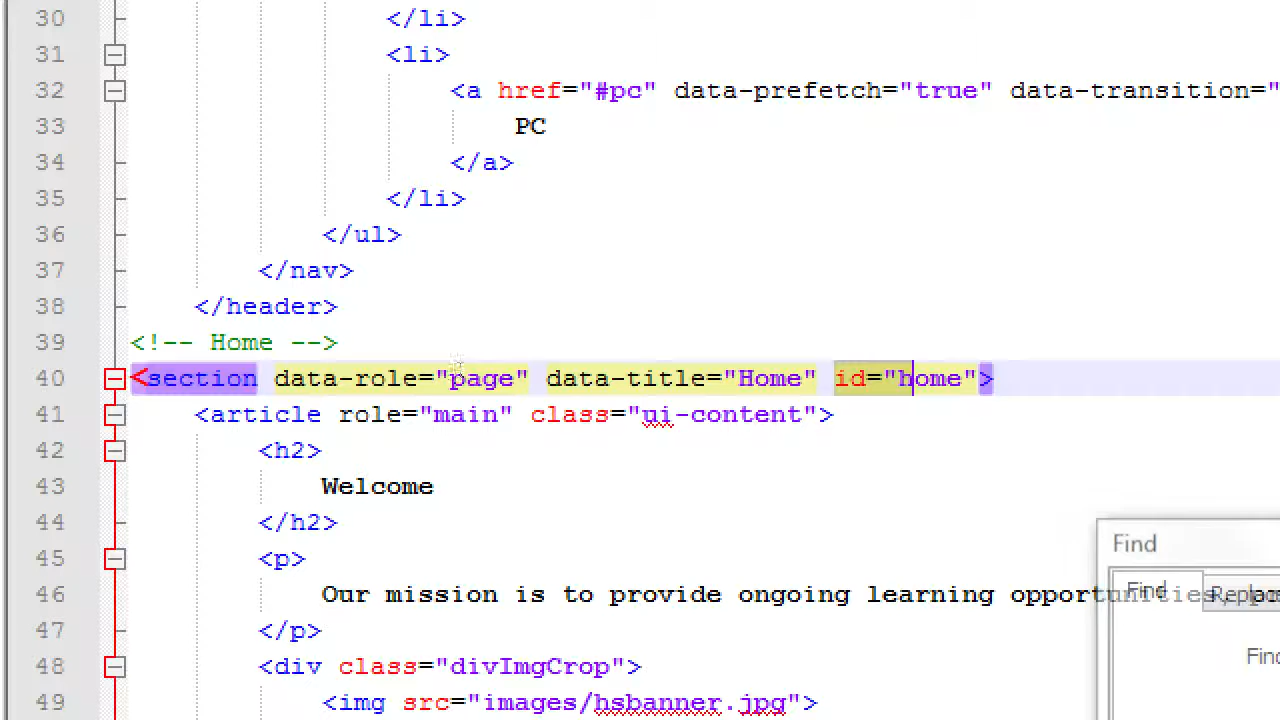 30 </li>
31 <li>
32 <a href="#pc" data-prefetch="true" data-transition="
33 PC
34 </a>
35 </li>
36 </ul>
37 </nav>
38 </header>
39 <!-- Home -->
40 <section data-role="page" data-title="Home" id="home">
41 <article role="main" class="ui-content">
42 <h2>
43 Welcome
44 </h2>
45 <p>
46 Our mission is to provide ongoing learning opportunities,
47 </p>
48 <div class="divImgCrop">
49 <img src="images/hsbanner.jpg">
Find
Find